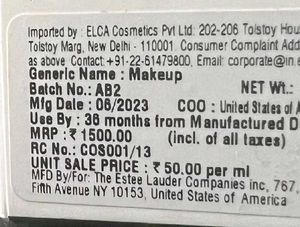 Imported by : ELCA Cosmetics Pvt Ltd: 202-206 Tolstoy Hou
Tolstoy Marg, New Delhi - 110001. Consumer Complaint Addr
as above Contact:+91-22-61479800, Email: corporate@in.e
Generic Name : Makeup
Batch No.: AB2 NET Wt.:
Mfg Date : 06/2023 COO : United States of A
Use By : 36 months from Manufactured D
MRP : ₹ 1500.00 (incl. of all taxes)
RC No.: COS001/13
UNIT SALE PRICE : ₹ 50.00 per ml
MFD By/For: The Estee Lauder Companies inc, 767,
Fifth Avenue NY 10153, United States of America